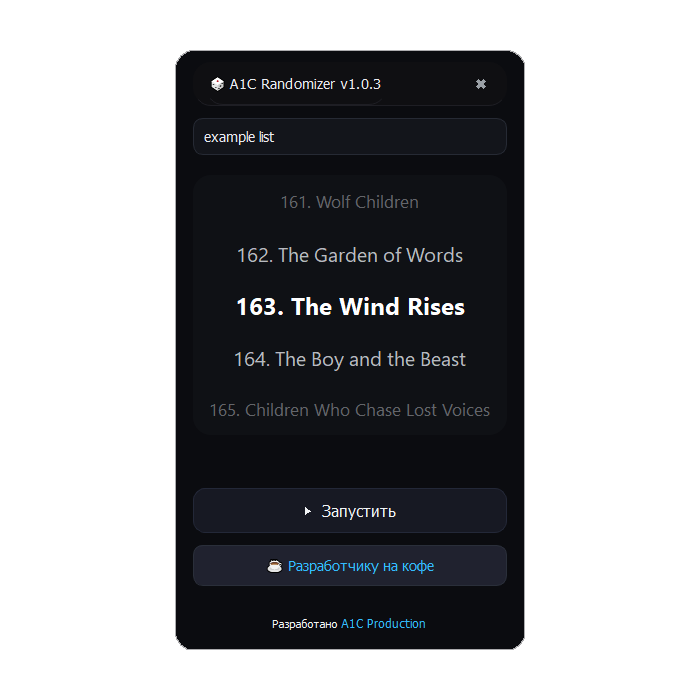 A1C Randomizer v1.0.3
example list
161. Wolf Children
162. The Garden of Words
163. The Wind Rises
164. The Boy and the Beast
165. Children Who Chase Lost Voices
Запустить
Разработчику на кофе
Разработано A1C Production